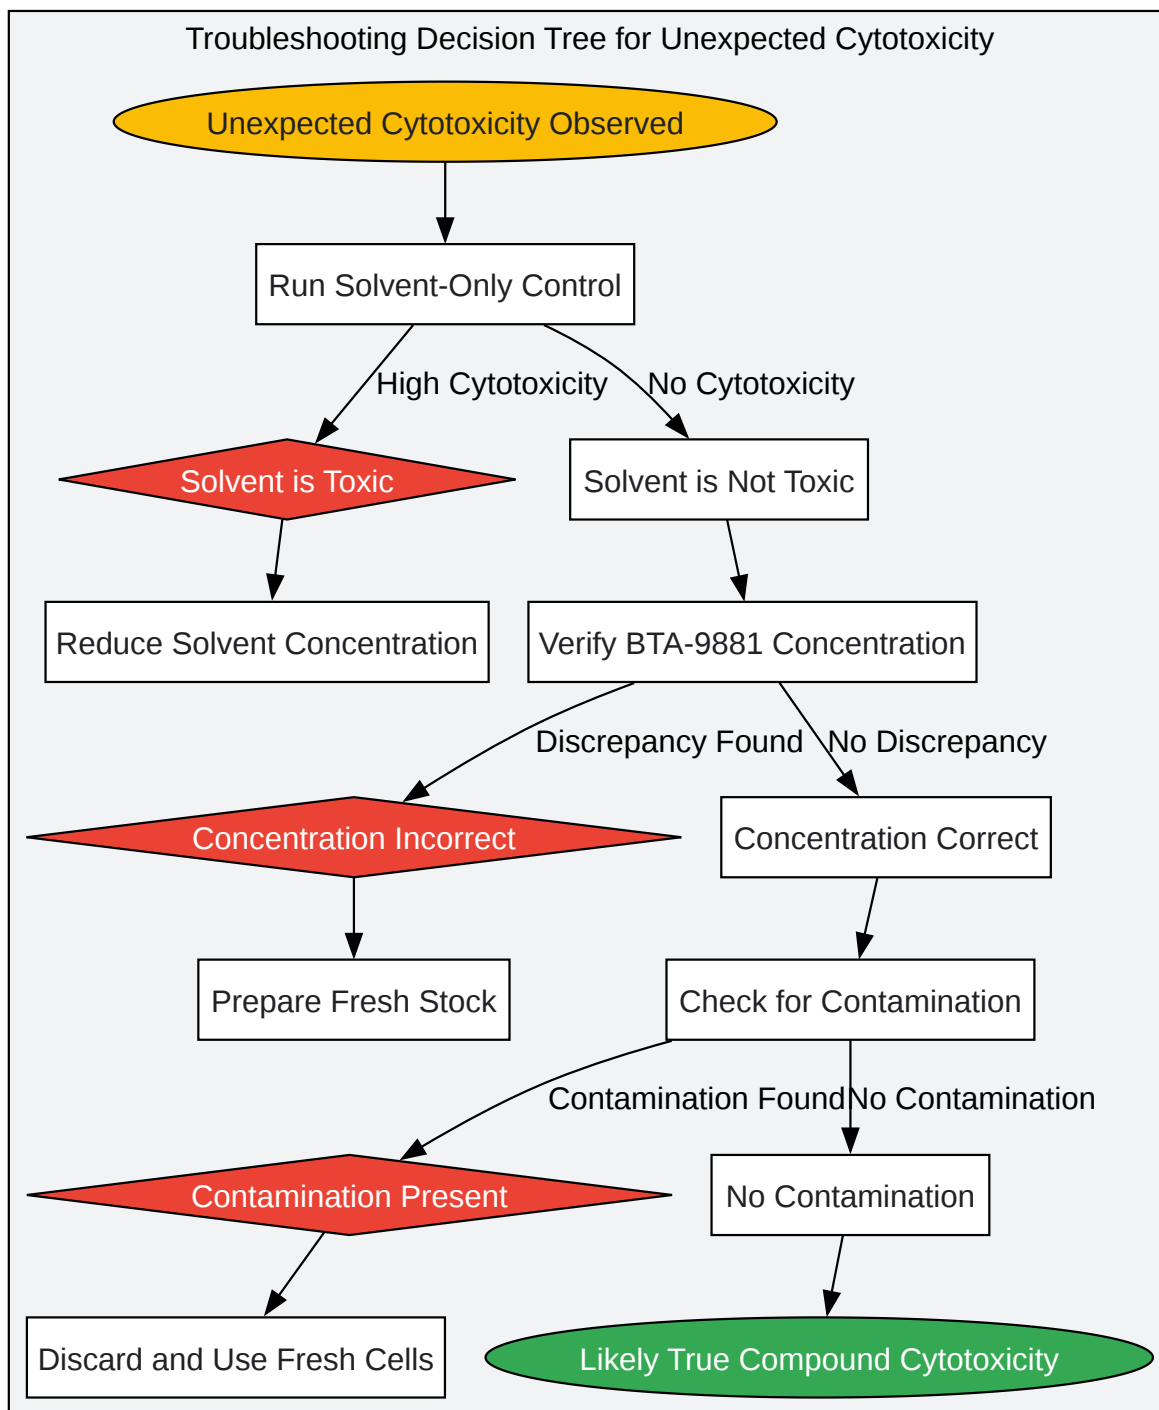 Troubleshooting Decision Tree for Unexpected Cytotoxicity
Unexpected Cytotoxicity Observed
Run Solvent-Only Control
High Cytotoxicity
No Cytotoxicity
Solvent is Toxic
Solvent is Not Toxic
Reduce Solvent Concentration
Verify BTA-9881 Concentration
Discrepancy Found
No Discrepancy
Concentration Incorrect
Concentration Correct
Prepare Fresh Stock
Check for Contamination
Contamination Found
No Contamination
Contamination Present
No Contamination
Discard and Use Fresh Cells
Likely True Compound Cytotoxicity